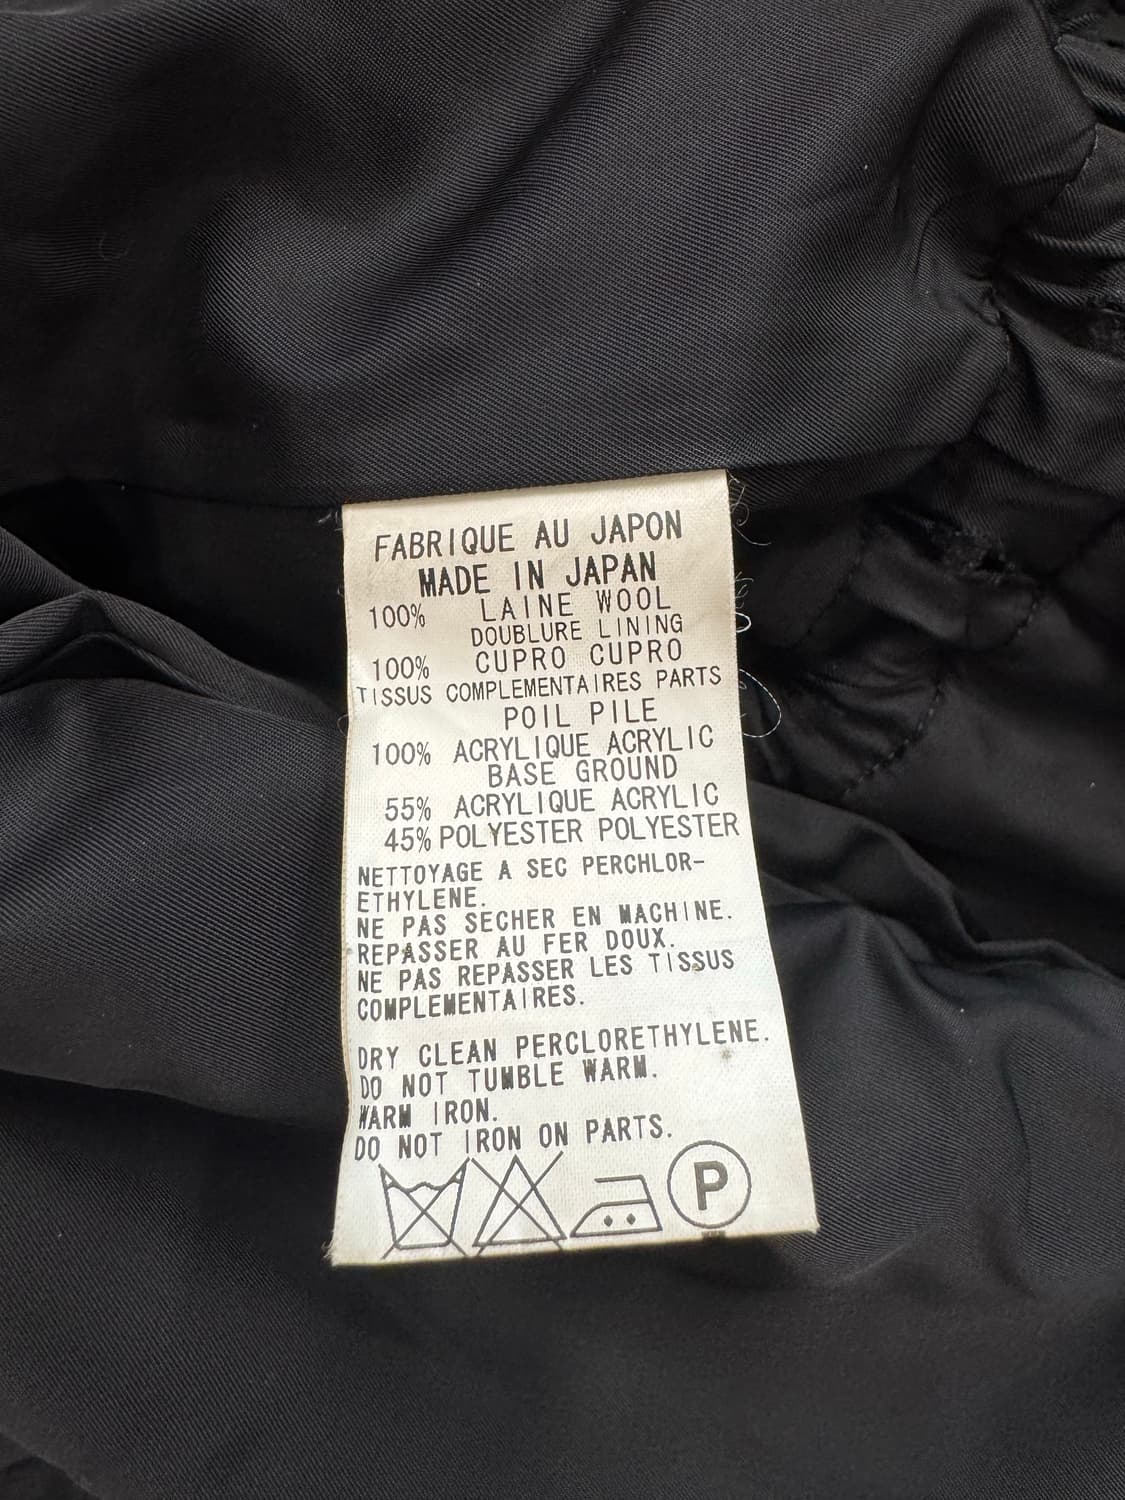 FABRIQUE AU JAPON
MADE IN JAPAN
100% LAINE WOOL
DOUBLURE LINING
100% CUPRO CUPRO
TISSUS COMPLEMENTAIRES PARTS
POIL PILE
100% ACRYLIQUE ACRYLIC
BASE GROUND
55% ACRYLIQUE ACRYLIC
45% POLYESTER POLYESTER
NETTOYAGE A SEC PERCHLOR-
ETHYLENE.
NE PAS SECHER EN MACHINE.
REPASSER AU FER DOUX.
NE PAS REPASSER LES TISSUS
COMPLEMENTAIRES.
DRY CLEAN PERCLORETHYLENE.
DO NOT TUMBLE WARM.
WARM IRON.
DO NOT IRON ON PARTS.
P